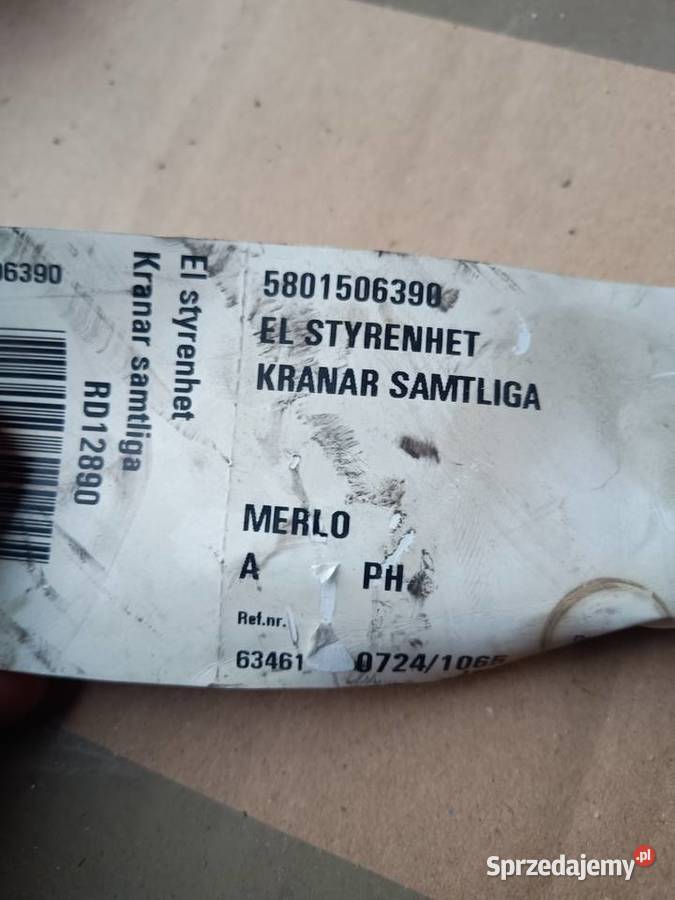 06390
RD12890
Kranar samtliga
El styrenhet
5801506390
EL STYRENHET
KRANAR SAMTLIGA
MERLO
A PH
Ref.nr.
63461 0724/1065
Sprzedajemy.pl